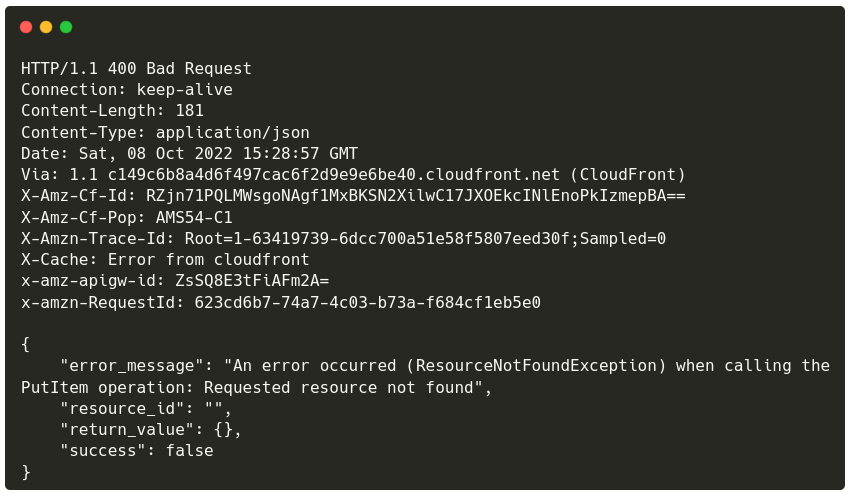 HTTP/1.1 400 Bad Request
Connection: keep-alive
Content-Length: 181
Content-Type: application/json
Date: Sat, 08 Oct 2022 15:28:57 GMT
Via: 1.1 c149c6b8a4d6f497cac6f2d9e9e6be40.cloudfront.net (CloudFront)
X-Amz-Cf-Id: RZjn71PQLMWsgoNAgf1MxBKSN2XilwC17JXOEkcINlEnoPkIzmepBA==
X-Amz-Cf-Pop: AMS54-C1
X-Amzn-Trace-Id: Root=1-63419739-6dcc700a51e58f5807eed30f;Sampled=0
X-Cache: Error from cloudfront
x-amz-apigw-id: ZsSQ8E3tFiAFm2A=
x-amzn-RequestId: 623cd6b7-74a7-4c03-b73a-f684cf1eb5e0

{
    "error_message": "An error occurred (ResourceNotFoundException) when calling the
PutItem operation: Requested resource not found",
    "resource_id": "",
    "return_value": {},
    "success": false
}